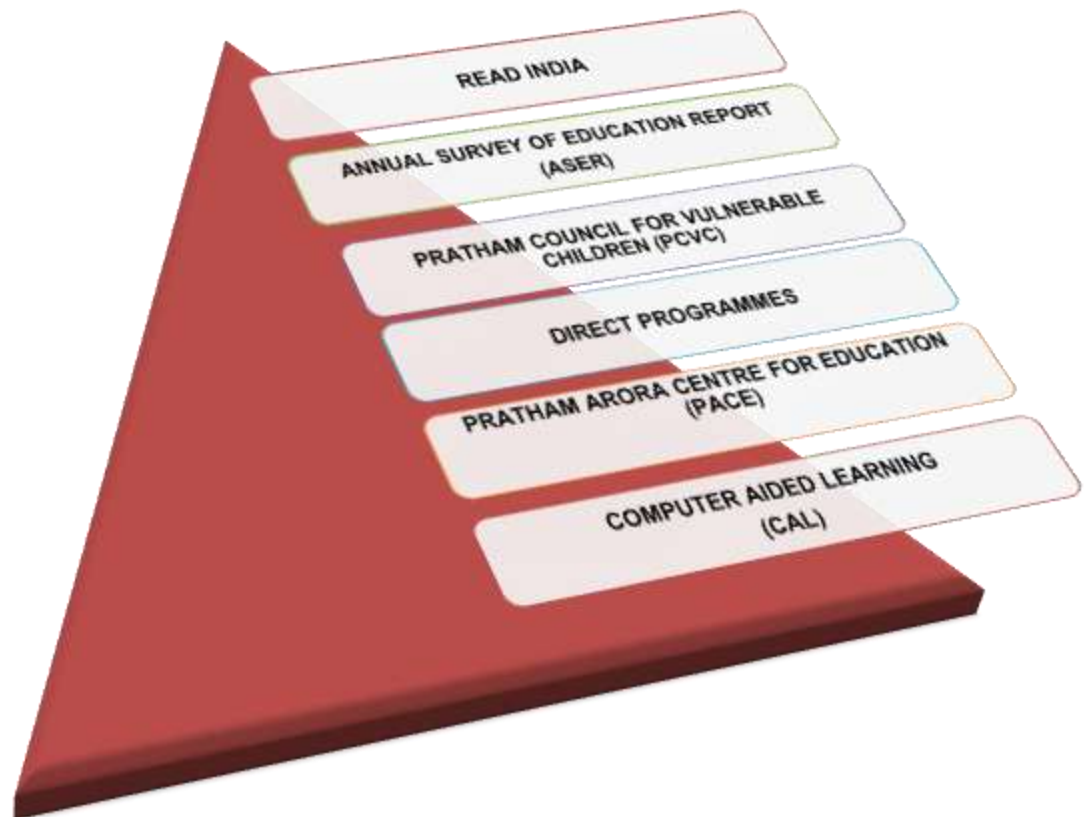 READ INDIA
ANNUAL SURVEY OF EDUCATION REPORT
(ASER)
PRATHAM COUNCIL FOR VULNERABLE
CHILDREN (PCVC)
DIRECT PROGRAMMES
PRATHAM ARORA CENTRE FOR EDUCATION
(PACE)
COMPUTER AIDED LEARNING
(CAL)